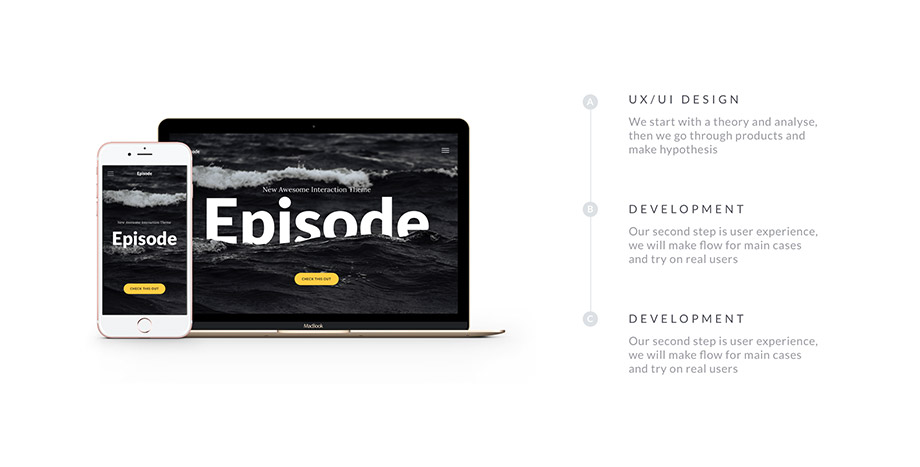 Episode
New Awesome Interaction Theme
Episode
CHECK THIS OUT
New Awesome Interaction Theme
Episode
CHECK THIS OUT
MacBook
A
UX/UI DESIGN
We start with a theory and analyse,
then we go through products and
make hypothesis
B
DEVELOPMENT
Our second step is user experience,
we will make flow for main cases
and try on real users
C
DEVELOPMENT
Our second step is user experience,
we will make flow for main cases
and try on real users